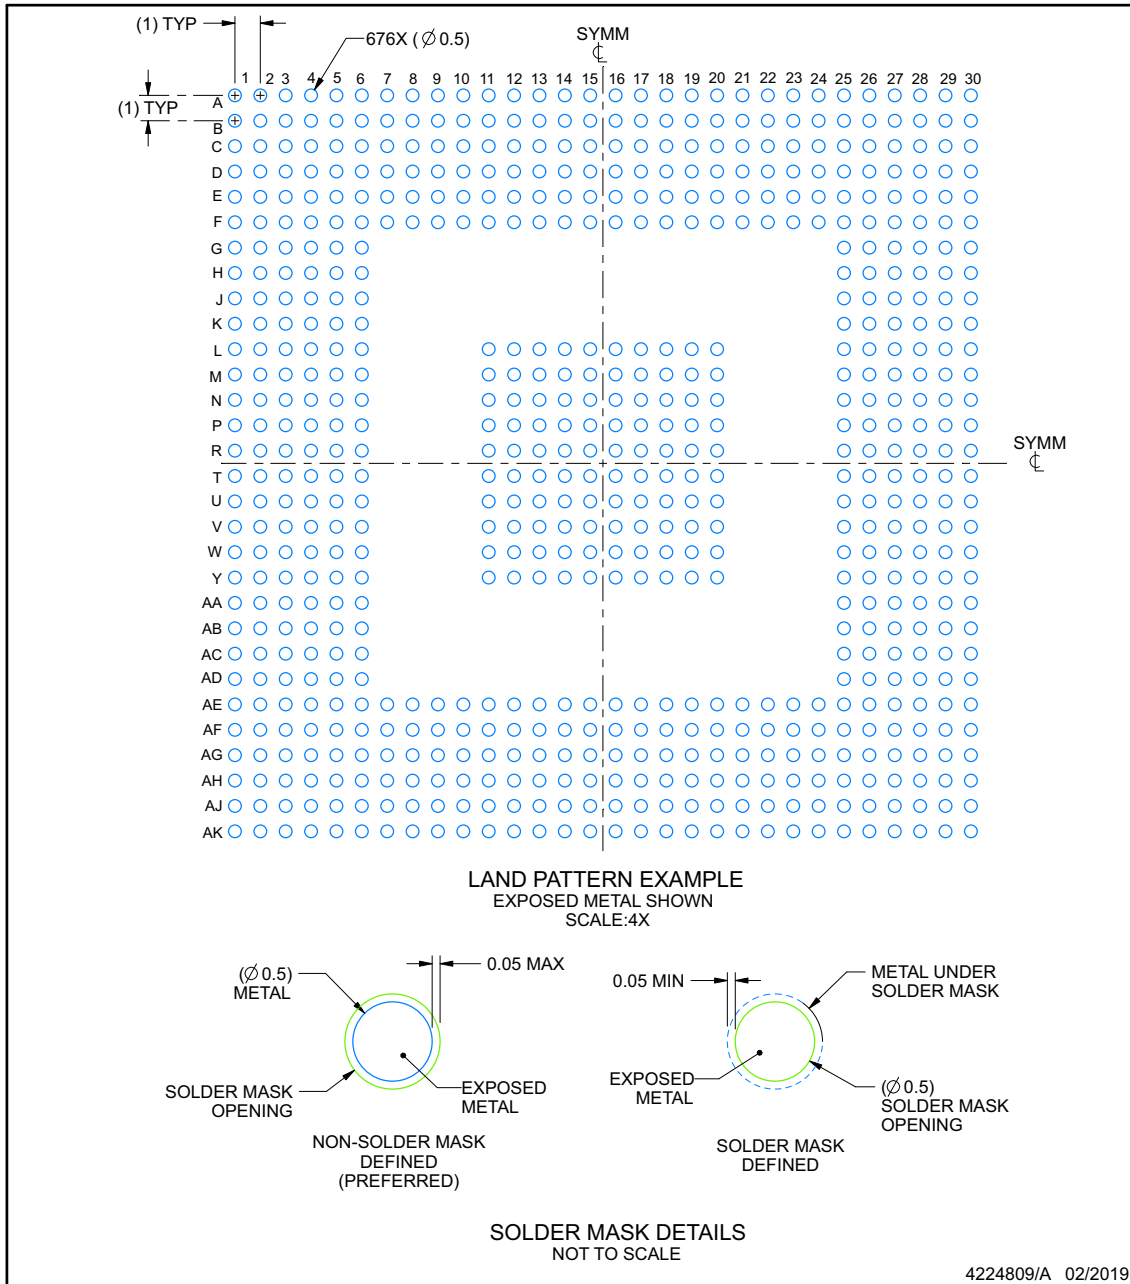 (1) TYP
676X ( Ø 0.5)
SYMM
℄
1 2 3 4 5 6 7 8 9 10 11 12 13 14 15 16 17 18 19 20 21 22 23 24 25 26 27 28 29 30
(1) TYP
A
B
C
D
E
F
G
H
J
K
L
M
N
P
R
SYMM
℄
T
U
V
W
Y
AA
AB
AC
AD
AE
AF
AG
AH
AJ
AK
LAND PATTERN EXAMPLE
EXPOSED METAL SHOWN
SCALE:4X
(Ø 0.5)
METAL
0.05 MAX
SOLDER MASK
OPENING
EXPOSED
METAL
NON-SOLDER MASK
DEFINED
(PREFERRED)
0.05 MIN
METAL UNDER
SOLDER MASK
EXPOSED
METAL
(Ø 0.5)
SOLDER MASK
OPENING
SOLDER MASK
DEFINED
SOLDER MASK DETAILS
NOT TO SCALE
4224809/A 02/2019